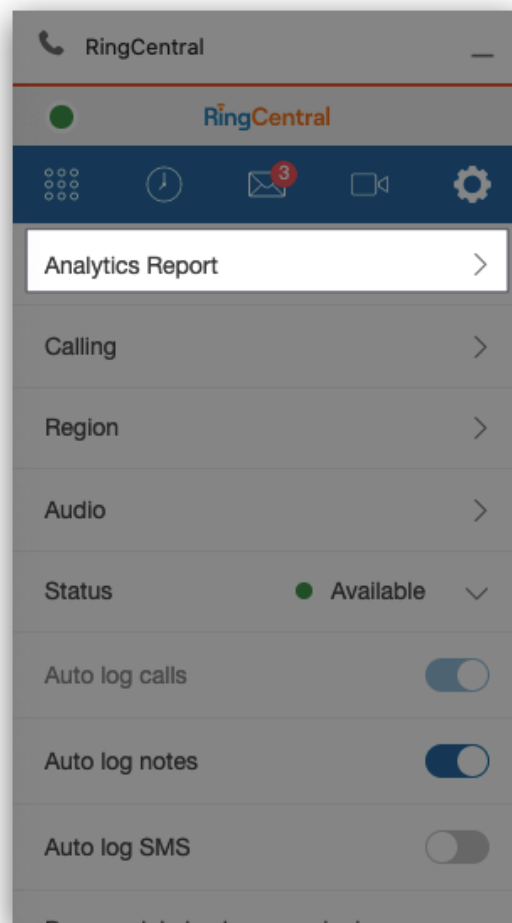 RingCentral
RingCentral
3
Analytics Report
Calling
Region
Audio
Status Available
Auto log calls
Auto log notes
Auto log SMS